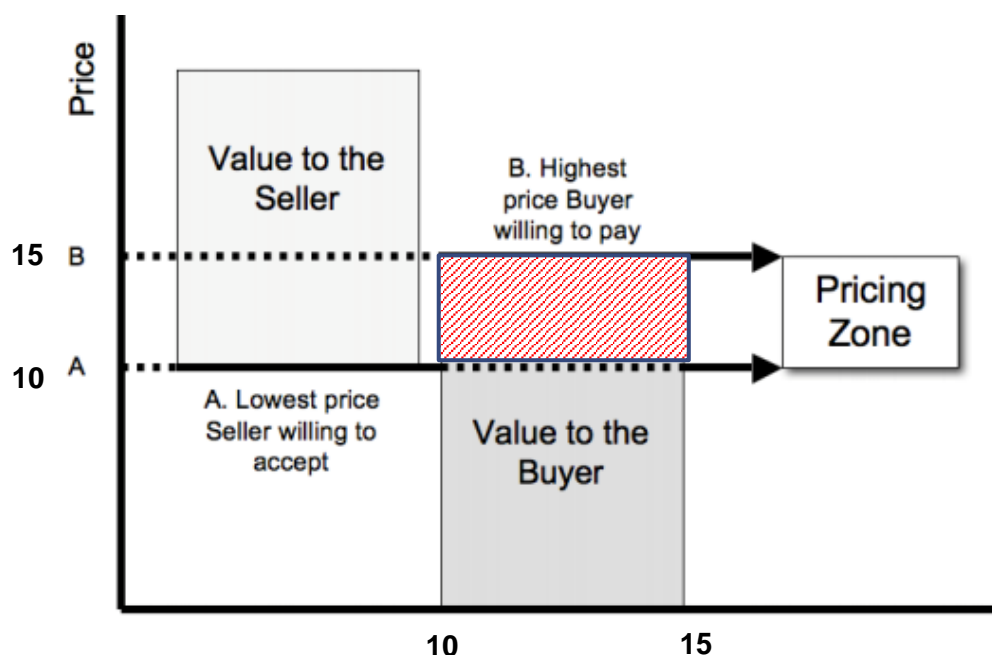 Price
Value to the
Seller
B. Highest
price Buyer
willing to pay
15 B
Pricing
Zone
10 A
A. Lowest price
Seller willing to
accept
Value to the
Buyer
10 15